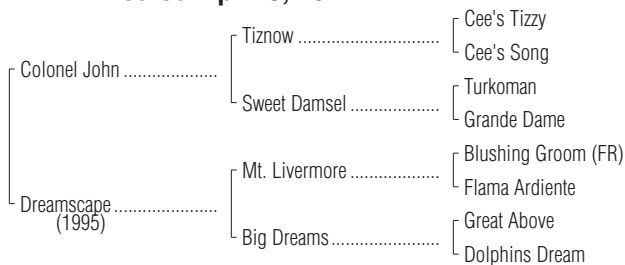 Cee's Tizzy
Tiznow
Cee's Song
Colonel John
Turkoman
Sweet Damsel
Grande Dame
Blushing Groom (FR)
Mt. Livermore
Flama Ardiente
Dreamscape
(1995)
Great Above
Big Dreams
Dolphins Dream